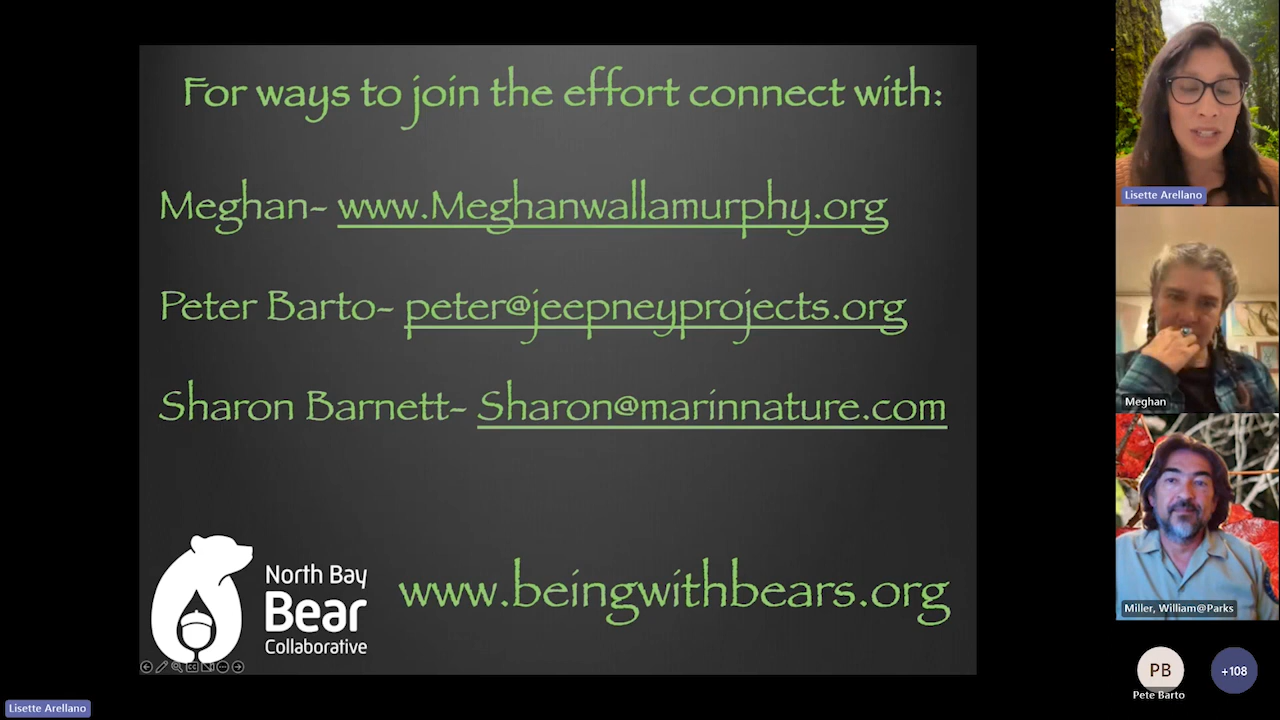 For ways to join the effort connect with:
Meghan- www.Meghanwallamurphy.org
Peter Barto- peter@jeepneyprojects.org
Sharon Barnett- Sharon@marinnature.com
North Bay
Bear
Collaborative
www.beingwithbears.org
Lisette Arellano
Meghan
Miller, William@Parks
PB
+108
Pete Barto
Lisette Arellano